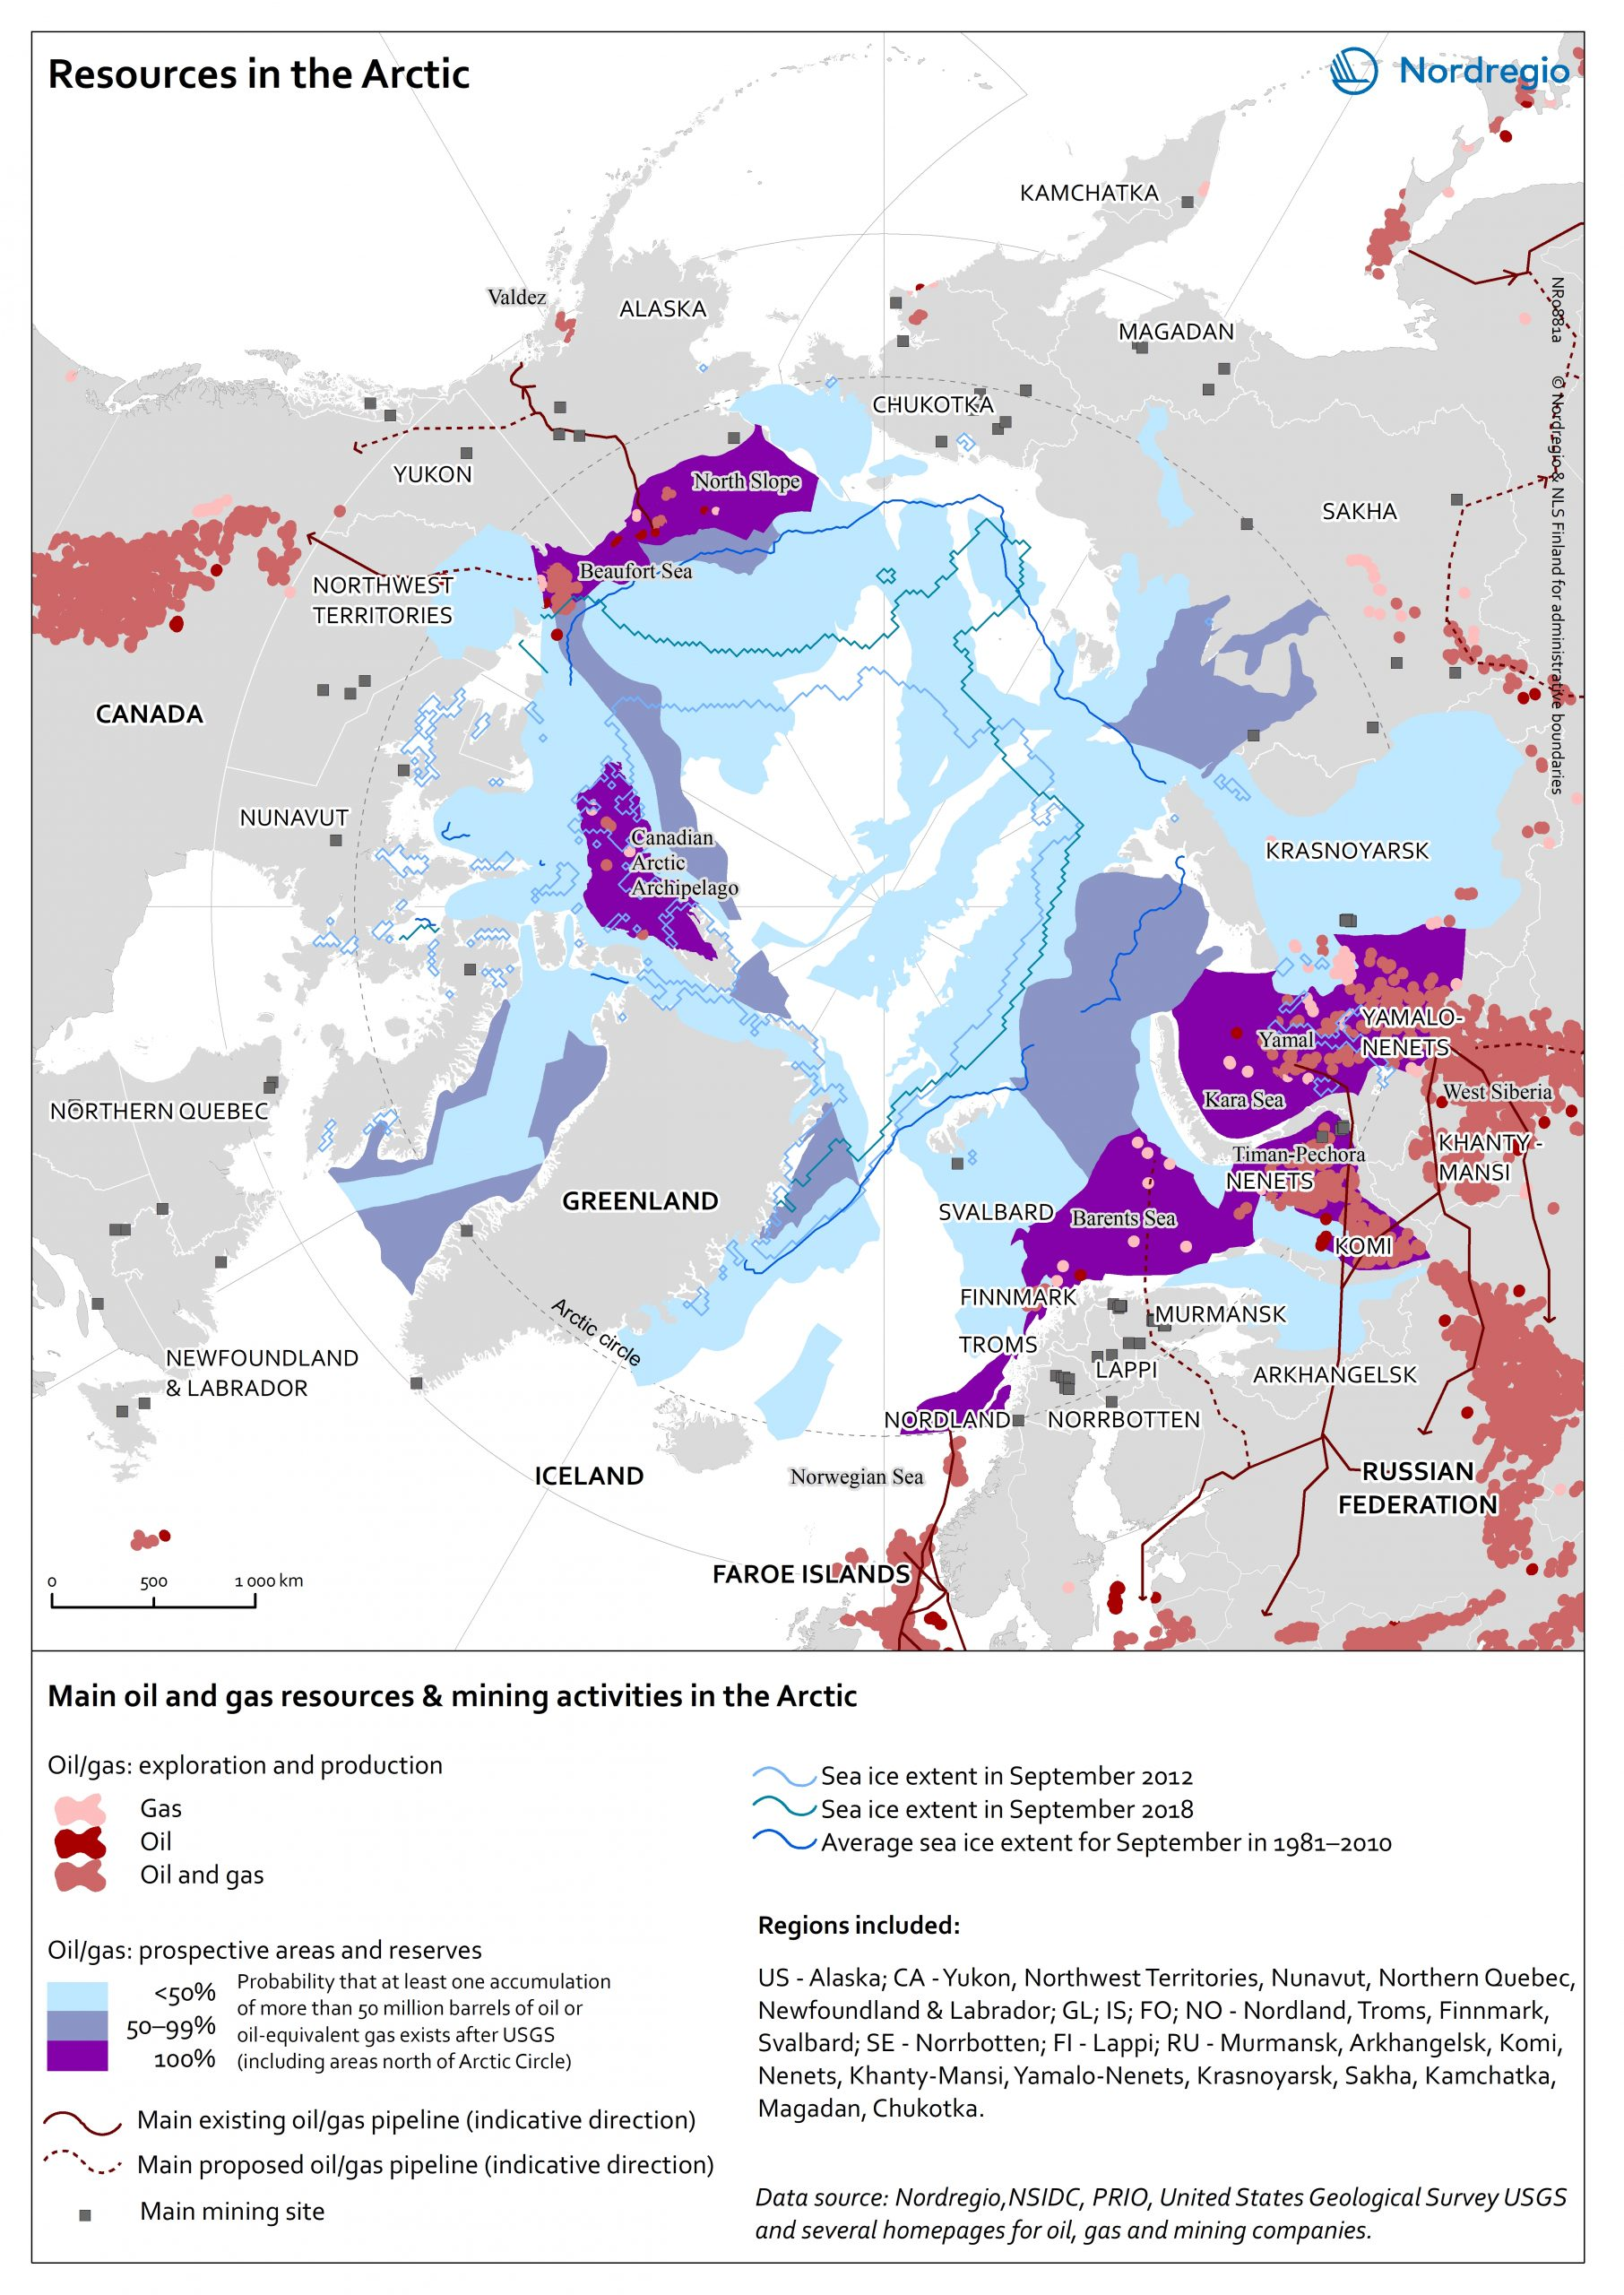 Resources in the Arctic
Nordregio
KAMCHATKA
Valdez
ALASKA
MAGADAN
NR0881a © Nordregio & NLS Finland for administrative boundaries
CHUKOTKA
YUKON
North Slope
SAKHA
Beaufort Sea
NORTHWEST
TERRITORIES
CANADA
NUNAVUT
Canadian
Arctic
Archipelago
KRASNOYARSK
YAMALO-
NENETS
Yamal
Kara Sea
West Siberia
NORTHERN QUEBEC
KHANTY -
MANSI
Timan-Pechora
NENETS
GREENLAND
SVALBARD
Barents Sea
KOMI
FINNMARK
MURMANSK
Arctic circle
TROMS
NEWFOUNDLAND
& LABRADOR
LAPPI
ARKHANGELSK
NORDLAND
NORRBOTTEN
ICELAND
Norwegian Sea
RUSSIAN
FEDERATION
FAROE ISLANDS
0 500 1 000 km
Main oil and gas resources & mining activities in the Arctic
Oil/gas: exploration and production
Gas
Oil
Oil and gas
Oil/gas: prospective areas and reserves
<50%
50–99%
100%
Probability that at least one accumulation
of more than 50 million barrels of oil or
oil-equivalent gas exists after USGS
(including areas north of Arctic Circle)
Main existing oil/gas pipeline (indicative direction)
Main proposed oil/gas pipeline (indicative direction)
Main mining site
Sea ice extent in September 2012
Sea ice extent in September 2018
Average sea ice extent for September in 1981–2010
Regions included:
US - Alaska; CA - Yukon, Northwest Territories, Nunavut, Northern Quebec,
Newfoundland & Labrador; GL; IS; FO; NO - Nordland, Troms, Finnmark,
Svalbard; SE - Norrbotten; FI - Lappi; RU - Murmansk, Arkhangelsk, Komi,
Nenets, Khanty-Mansi, Yamalo-Nenets, Krasnoyarsk, Sakha, Kamchatka,
Magadan, Chukotka.
Data source: Nordregio, NSIDC, PRIO, United States Geological Survey USGS
and several homepages for oil, gas and mining companies.